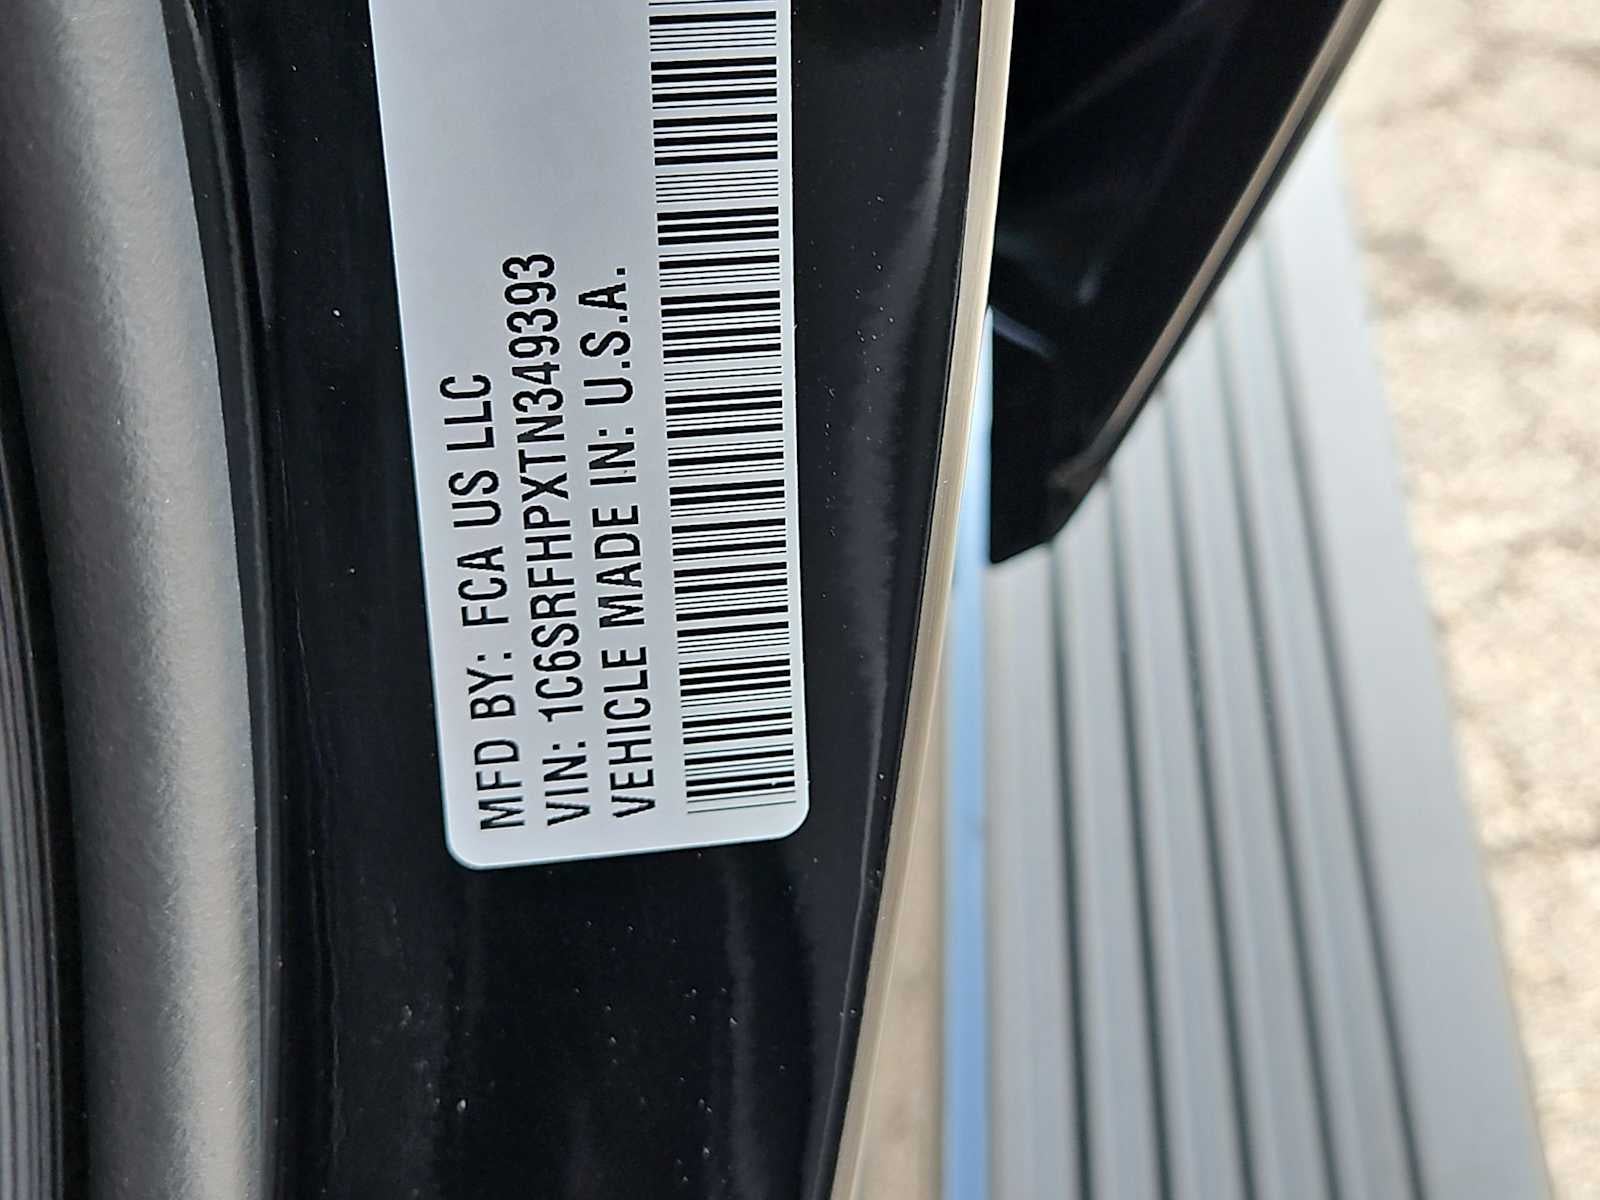 MFD BY: FCA US LLC
VIN: 1C6SRFHPXTN349393
VEHICLE MADE IN: U.S.A.